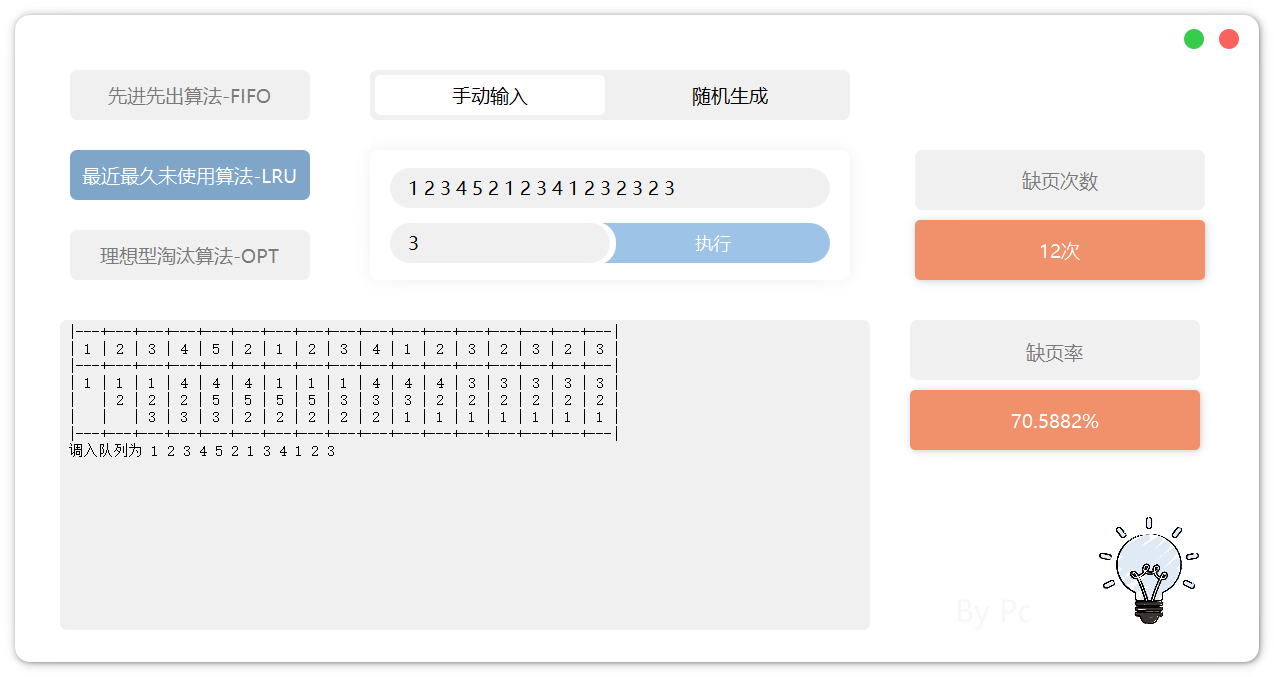 先进先出算法-FIFO
手动输入 随机生成
最近最久未使用算法-LRU
1 2 3 4 5 2 1 2 3 4 1 2 3 2 3 2 3
缺页次数
理想型淘汰算法-OPT
3 执行
12次
|---+---+---+---+---+---+---+---+---+---+---+---+---+---+---+---+---|
| 1 | 2 | 3 | 4 | 5 | 2 | 1 | 2 | 3 | 4 | 1 | 2 | 3 | 2 | 3 | 2 | 3 |
|---+---+---+---+---+---+---+---+---+---+---+---+---+---+---+---+---|
| 1 | 1 | 1 | 4 | 4 | 4 | 1 | 1 | 1 | 4 | 4 | 4 | 3 | 3 | 3 | 3 | 3 |
|   | 2 | 2 | 2 | 5 | 5 | 5 | 5 | 3 | 3 | 3 | 2 | 2 | 2 | 2 | 2 | 2 |
|   |   | 3 | 3 | 3 | 2 | 2 | 2 | 2 | 2 | 1 | 1 | 1 | 1 | 1 | 1 | 1 |
|---+---+---+---+---+---+---+---+---+---+---+---+---+---+---+---+---|
调入队列为 1 2 3 4 5 2 1 3 4 1 2 3
缺页率
70.5882%
By Pc